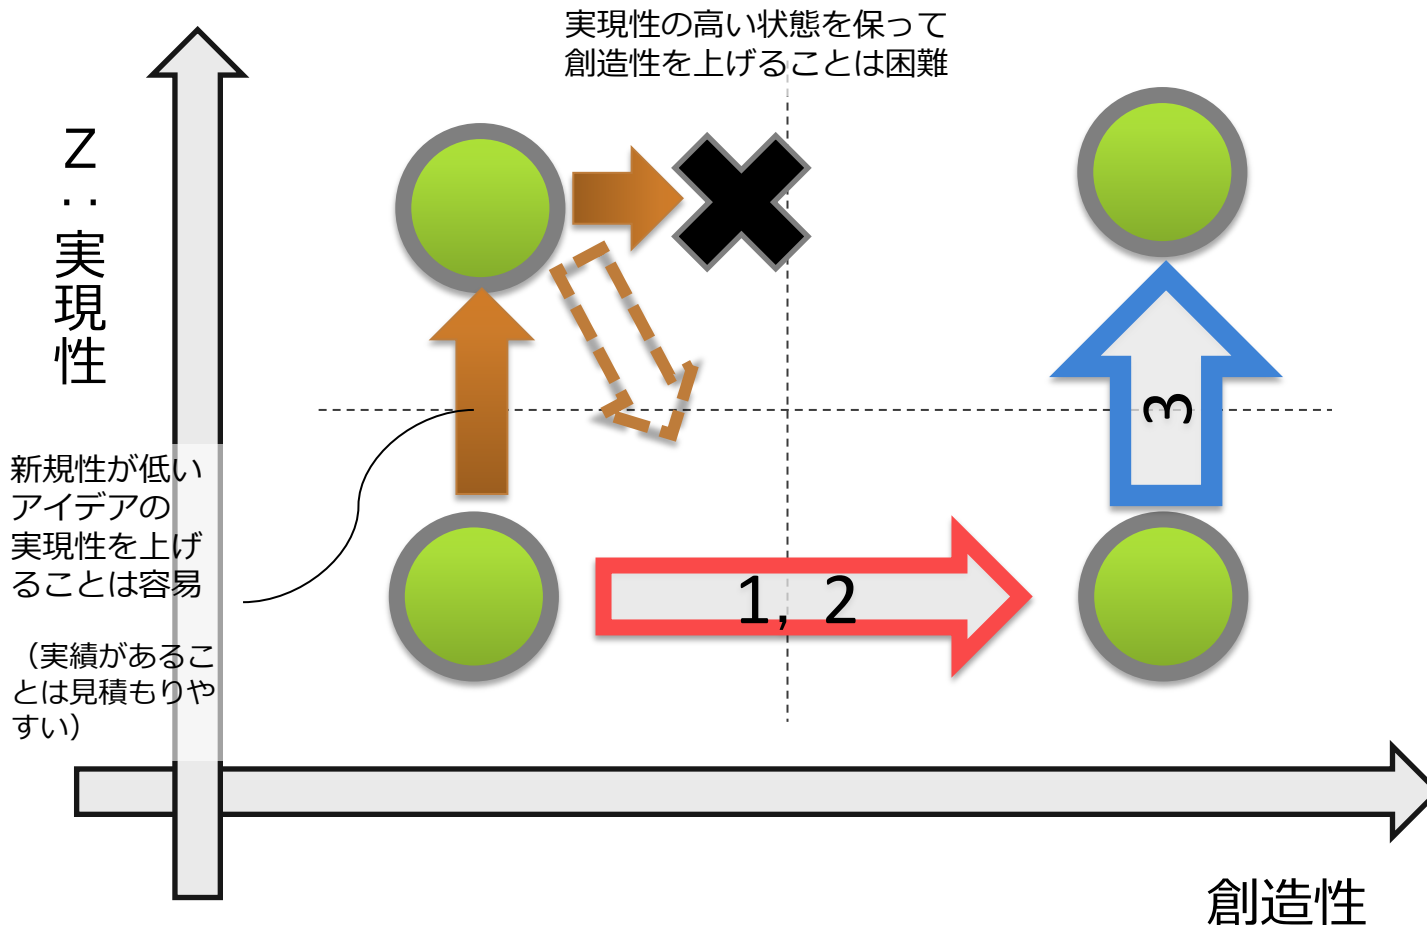 実現性の高い状態を保って
創造性を上げることは困難
Z：実現性
3
新規性が低い
アイデアの
実現性を上げ
ることは容易
（実績があるこ
とは見積もりや
すい）
1, 2
創造性